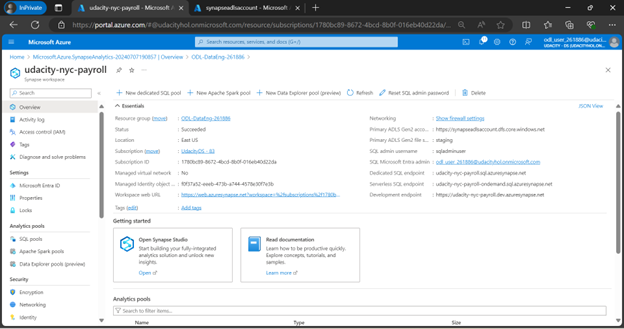 InPrivate
udacity-nyc-payroll - Microsoft A
synapseadlsaccount - Microsoft A
https://portal.azure.com/#@udacityhol.onmicrosoft.com/resource/subscriptions/1780bc89-8672-4bcd-8b0f-016eb40d22da/...
Microsoft Azure
Search resources, services, and docs (G+/)
odl_user_261886@udaci...
UDACITY - DS (UDACITYHOL.ON...
Home > Microsoft.Azure.SynapseAnalytics-20240707190857 | Overview > ODL-DataEng-261886 >
udacity-nyc-payroll
Synapse workspace
Search
New dedicated SQL pool
New Apache Spark pool
New Data Explorer pool (preview)
Refresh
Reset SQL admin password
Delete
Overview
Activity log
Access control (IAM)
Tags
Diagnose and solve problems
Settings
Microsoft Entra ID
Properties
Locks
Analytics pools
SQL pools
Apache Spark pools
Data Explorer pools (preview)
Security
Encryption
Networking
Identity
Essentials
JSON View
Resource group (move) : ODL-DataEng-261886
Status : Succeeded
Location : East US
Subscription (move) : UdacityDS - 03
Subscription ID : 1780bc89-8672-4bcd-8b0f-016eb40d22da
Managed virtual network : No
Managed Identity object ...
Workspace web URL : https://web.azuresynapse.net?workspace=%2fsubscriptions%2f1780b...
Tags (edit) : Add tags
Networking : Show firewall settings
Primary ADLS Gen2 acco... : https://synapseadlsaccount.dfs.core.windows.net
Primary ADLS Gen2 file s... : staging
SQL admin username : sqladminuser
SQL Microsoft Entra admin : odl_user_261886@udacityhol.onmicrosoft.com
Dedicated SQL endpoint : udacity-nyc-payroll.sql.azuresynapse.net
Serverless SQL endpoint : udacity-nyc-payroll-ondemand.sql.azuresynapse.net
Development endpoint : https://udacity-nyc-payroll.dev.azuresynapse.net
Getting started
Open Synapse Studio
Start building your fully-integrated
analytics solution and unlock new
insights.
Open
Read documentation
Learn how to be productive quickly.
Explore concepts, tutorials, and
samples.
Learn more
Analytics pools
Search to filter items...
Name
Type
Size